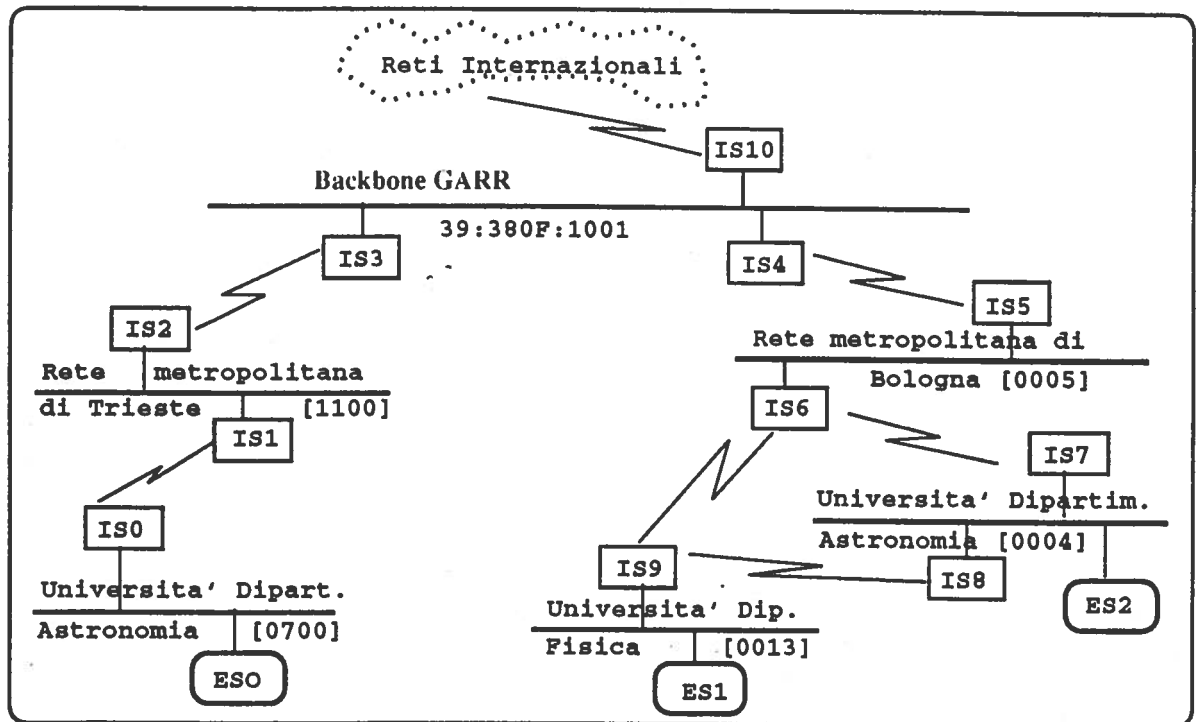 Reti Internazionali
IS10
Backbone GARR
39:380F:1001
IS3
IS4
IS2
IS5
Rete metropolitana di
Bologna [0005]
Rete metropolitana
di Trieste [1100]
IS1
IS6
IS7
Universita' Dipartim.
Astronomia [0004]
IS0
IS9
IS8
ES2
Universita' Dipart.
Astronomia [0700]
Universita' Dip.
Fisica [0013]
ESO
ES1